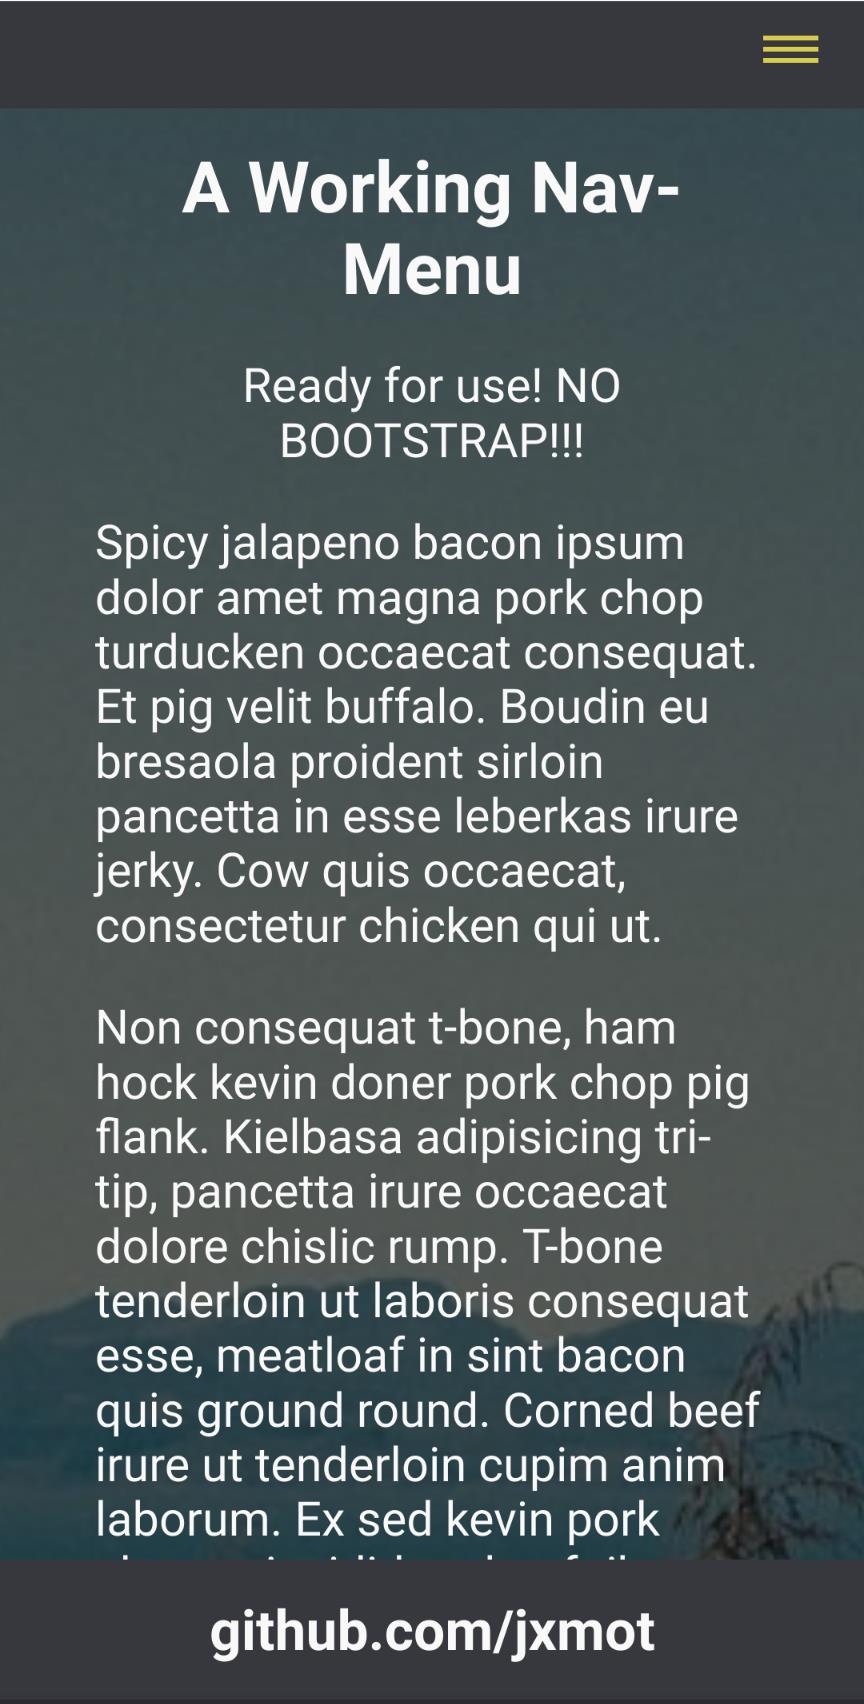 A Working Nav-
Menu
Ready for use! NO
BOOTSTRAP!!!
Spicy jalapeno bacon ipsum
dolor amet magna pork chop
turducken occaecat consequat.
Et pig velit buffalo. Boudin eu
bresaola proident sirloin
pancetta in esse leberkas irure
jerky. Cow quis occaecat,
consectetur chicken qui ut.
Non consequat t-bone, ham
hock kevin doner pork chop pig
flank. Kielbasa adipisicing tri-
tip, pancetta irure occaecat
dolore chislic rump. T-bone
tenderloin ut laboris consequat
esse, meatloaf in sint bacon
quis ground round. Corned beef
irure ut tenderloin cupim anim
laborum. Ex sed kevin pork
github.com/jxmot